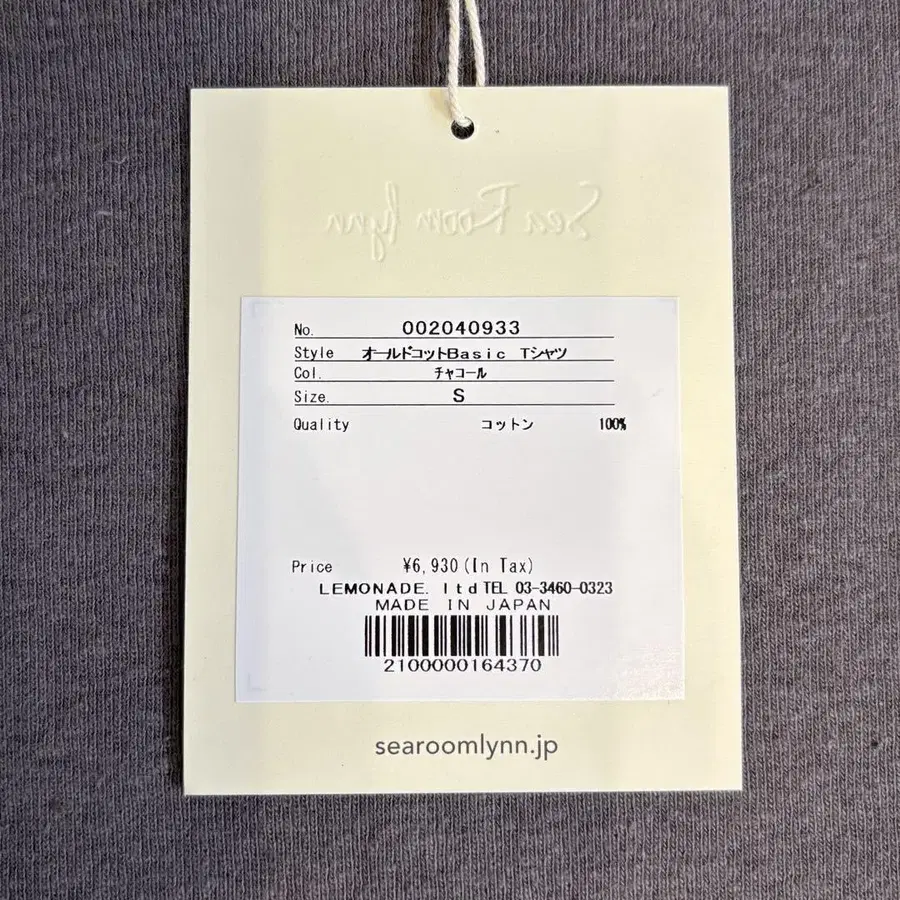 Sea Room lynn
No. 002040933
Style オールドコットBasic Tシャツ
Col. チャコール
Size. S
Quality コットン 100%
Price ¥6,930(In Tax)
LEMONADE. ltd TEL 03-3460-0323
MADE IN JAPAN
2100000164370
searoomlynn.jp